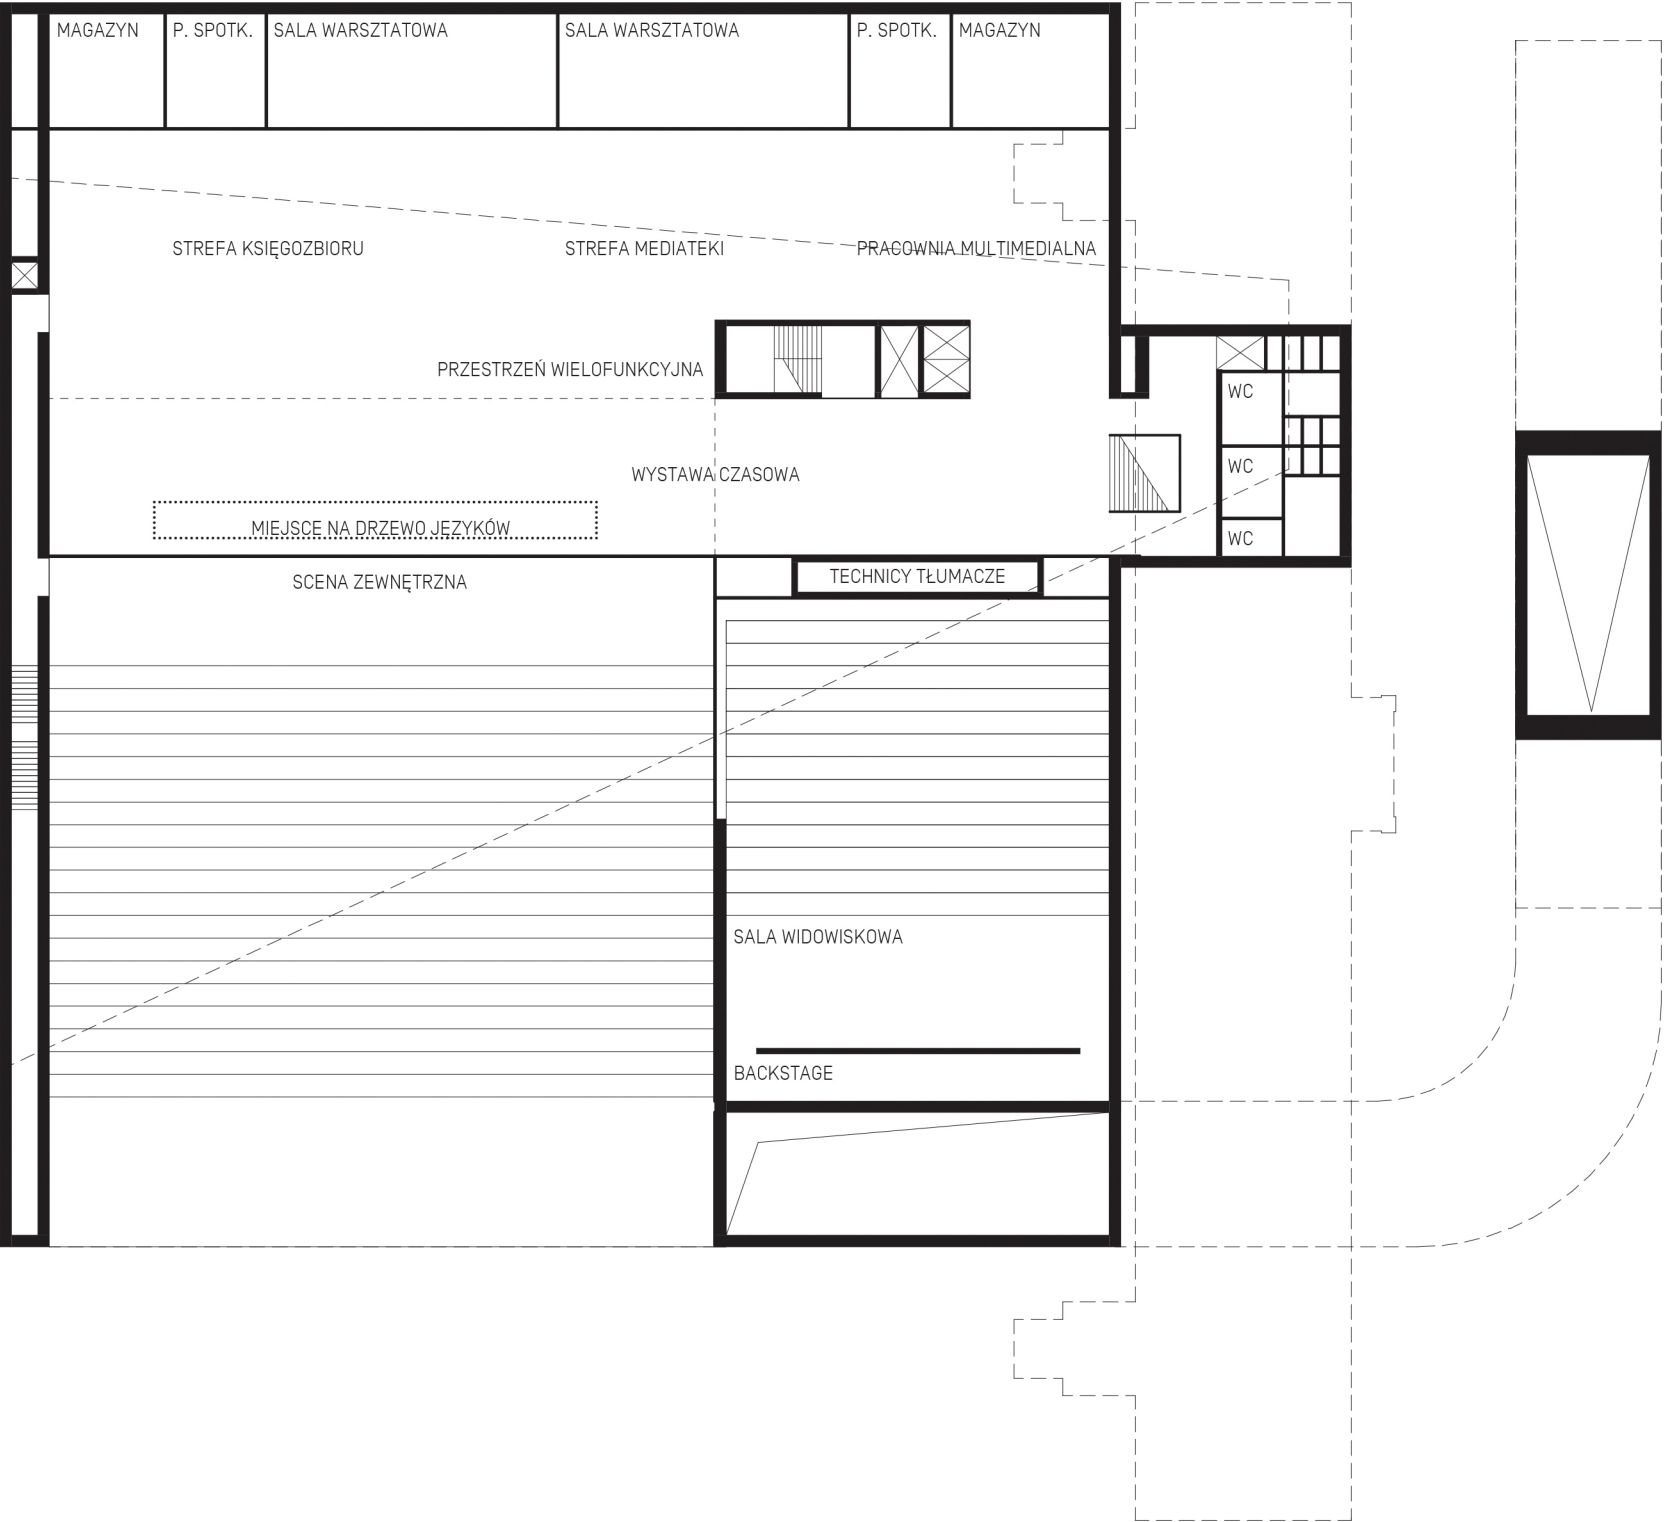 MAGAZYN
P. SPOTK.
SALA WARSZTATOWA
SALA WARSZTATOWA
P. SPOTK.
MAGAZYN
STREFA KSIĘGOZBIORU
STREFA MEDIATEKI
PRACOWNIA MULTIMEDIALNA
PRZESTRZEŃ WIELOFUNKCYJNA
WC
WYSTAWA CZASOWA
WC
MIEJSCE NA DRZEWO JĘZYKÓW
WC
SCENA ZEWNĘTRZNA
TECHNICY TŁUMACZE
SALA WIDOWISKOWA
BACKSTAGE